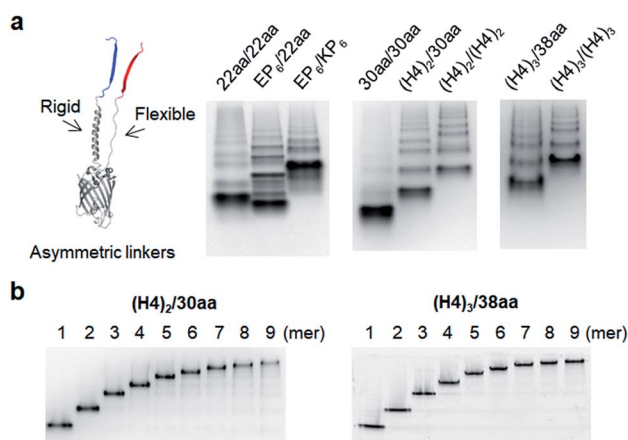 a
Rigid
Flexible
Asymmetric linkers
22aa/22aa
EP6/22aa
EP6/KP6
30aa/30aa
(H4)2/30aa
(H4)2/(H4)2
(H4)3/38aa
(H4)3/(H4)3
b
(H4)2/30aa
1 2 3 4 5 6 7 8 9 (mer)
(H4)3/38aa
1 2 3 4 5 6 7 8 9 (mer)